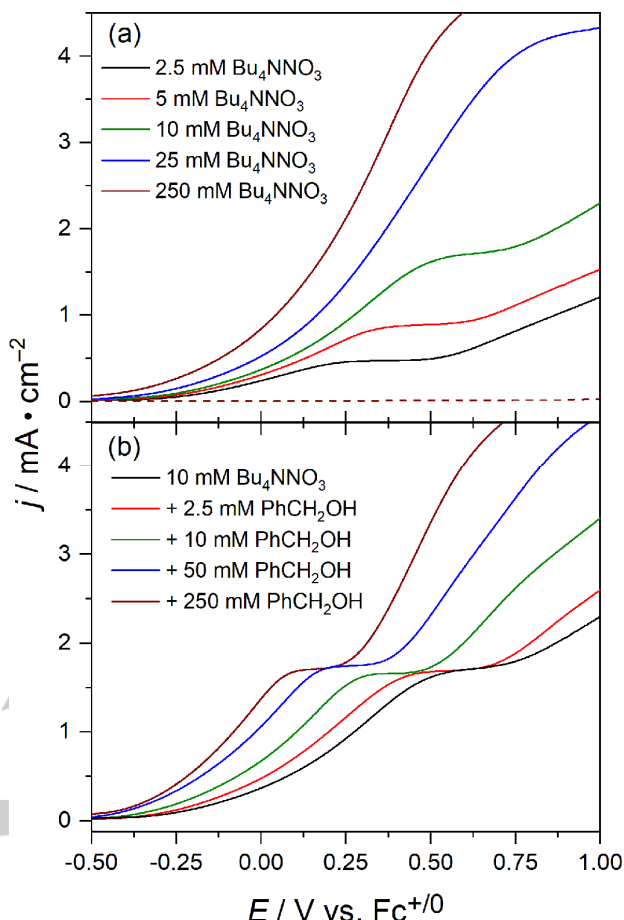 (a)
2.5 mM Bu₄NNO₃
5 mM Bu₄NNO₃
10 mM Bu₄NNO₃
25 mM Bu₄NNO₃
250 mM Bu₄NNO₃
4
3
2
1
0
j / mA • cm⁻²
(b)
10 mM Bu₄NNO₃
+ 2.5 mM PhCH₂OH
+ 10 mM PhCH₂OH
+ 50 mM PhCH₂OH
+ 250 mM PhCH₂OH
4
3
2
1
0
-0.50 -0.25 0.00 0.25 0.50 0.75 1.00
E / V vs. Fc⁺/⁰